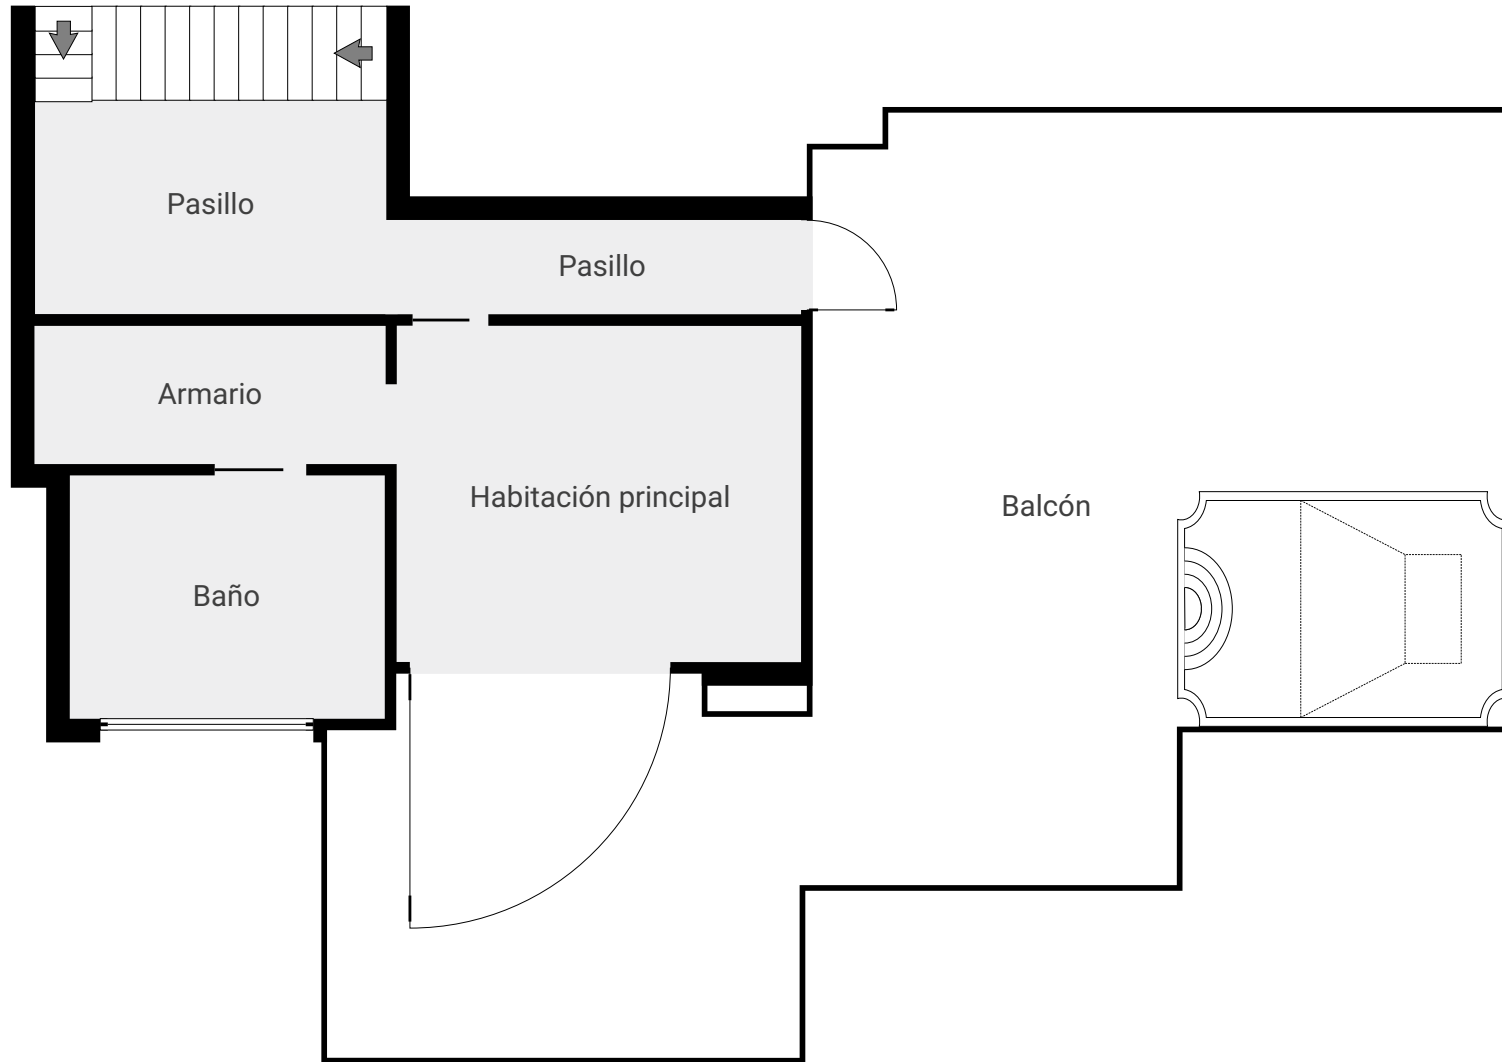 Pasillo
Pasillo
Armario
Habitación principal
Balcón
Baño